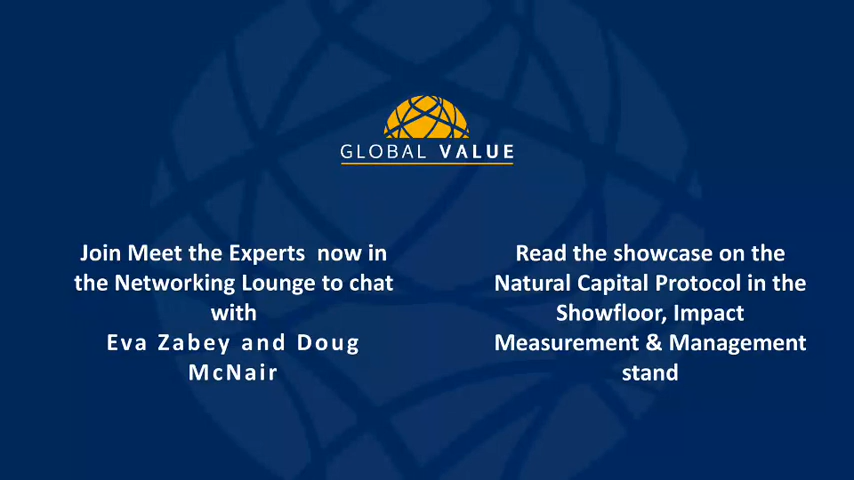 GLOBAL VALUE
Join Meet the Experts now in
the Networking Lounge to chat
with
Eva Zabey and Doug
McNair
Read the showcase on the
Natural Capital Protocol in the
Showfloor, Impact
Measurement & Management
stand